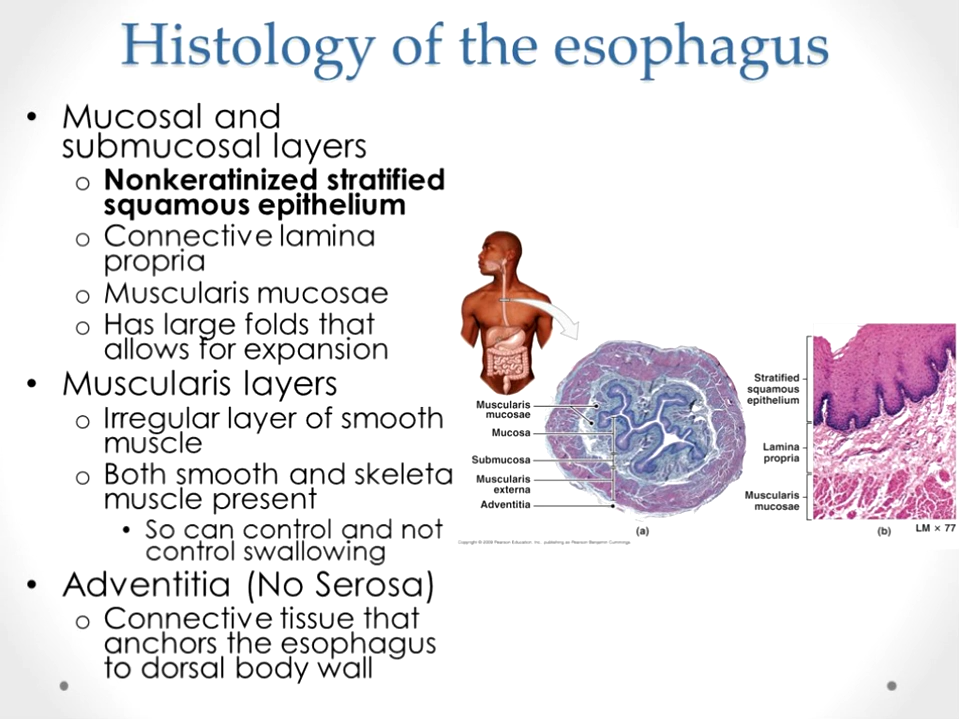 Histology of the esophagus
• Mucosal and
submucosal layers
o Nonkeratinized stratified
squamous epithelium
o Connective lamina
propria
o Muscularis mucosae
o Has large folds that
allows for expansion
• Muscularis layers
o Irregular layer of smooth
muscle
o Both smooth and skeleta
muscle present
• So can control and not
control swallowing
• Adventitia (No Serosa)
o Connective tissue that
anchors the esophagus
to dorsal body wall
Muscularis
mucosae
Mucosa
Submucosa
Muscularis
externa
Adventitia
(a)
Copyright © 2009 Pearson Education, Inc., publishing as Pearson Benjamin Cummings.
Stratified
squamous
epithelium
Lamina
propria
Muscularis
mucosae
(b)
LM × 77